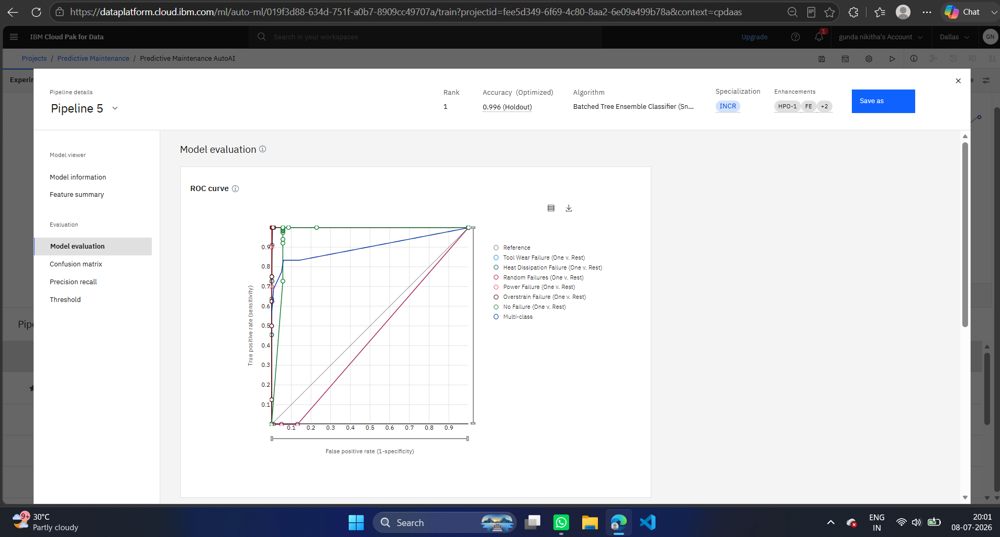 https://dataplatform.cloud.ibm.com/ml/auto-ml/019f3d88-634d-751f-a0b7-8909cc49707a/train?projectid=fee5d349-6f69-4c80-8aa2-6e09a499b78a&context=cpdaas
Chat
IBM Cloud Pak for Data
Search in your workspaces
Upgrade
1
gunda nikitha's Account
Dallas
GN
Projects / Predictive Maintenance / Predictive Maintenance AutoAI
Pipeline details
Pipeline 5
Rank
1
Accuracy (Optimized)
0.996 (Holdout)
Algorithm
Batched Tree Ensemble Classifier (Sn...
Specialization
INCR
Enhancements
HPO-1 FE +2
Save as
Model viewer
Model information
Feature summary
Evaluation
Model evaluation
Confusion matrix
Precision recall
Threshold
Model evaluation
ROC curve
True positive rate (sensitivity)
0.9
0.8
0.7
0.6
0.5
0.4
0.3
0.2
0.1
0.1 0.2 0.3 0.4 0.5 0.6 0.7 0.8 0.9
False positive rate (1-specificity)
Reference
Tool Wear Failure (One v. Rest)
Heat Dissipation Failure (One v. Rest)
Random Failures (One v. Rest)
Power Failure (One v. Rest)
Overstrain Failure (One v. Rest)
No Failure (One v. Rest)
Multi-class
9+
30°C
Partly cloudy
Search
ENG
IN
20:01
08-07-2026